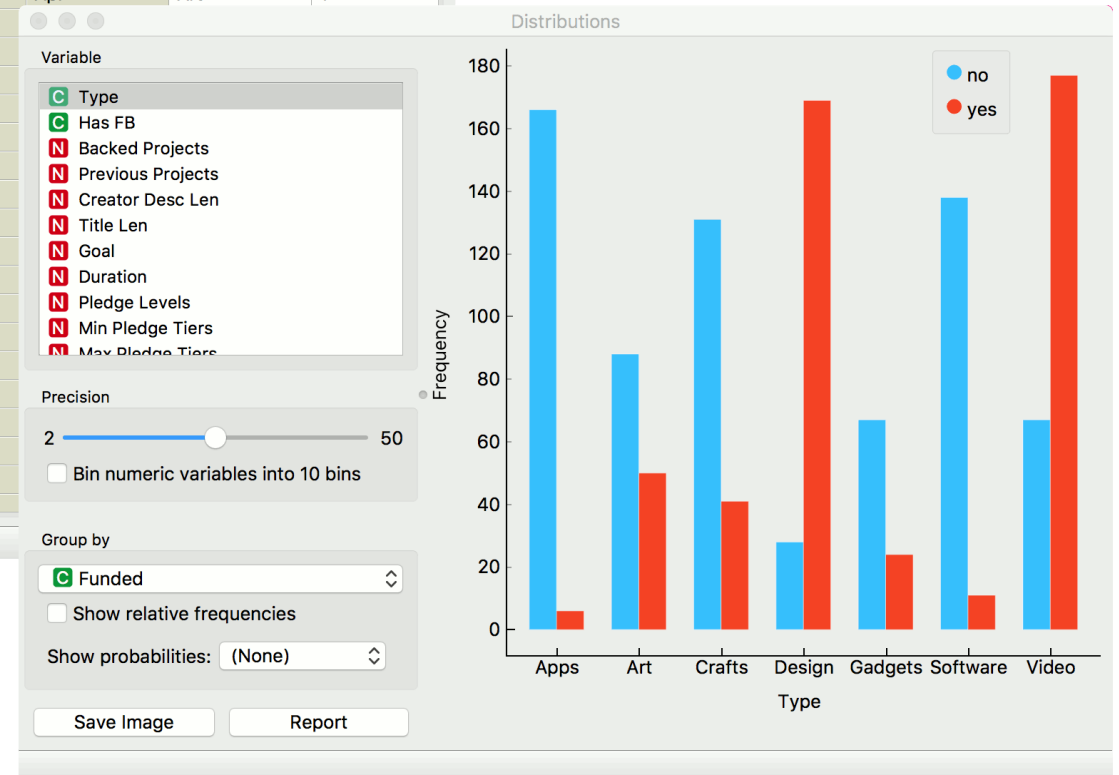 Distributions
Variable
C Type
C Has FB
N Backed Projects
N Previous Projects
N Creator Desc Len
N Title Len
N Goal
N Duration
N Pledge Levels
N Min Pledge Tiers
N Max Pledge Tiers
Precision
2 50
Bin numeric variables into 10 bins
Group by
C Funded
Show relative frequencies
Show probabilities: (None)
Save Image Report
180
160
140
120
100
80
60
40
20
0
Frequency
no
yes
Apps Art Crafts Design Gadgets Software Video
Type